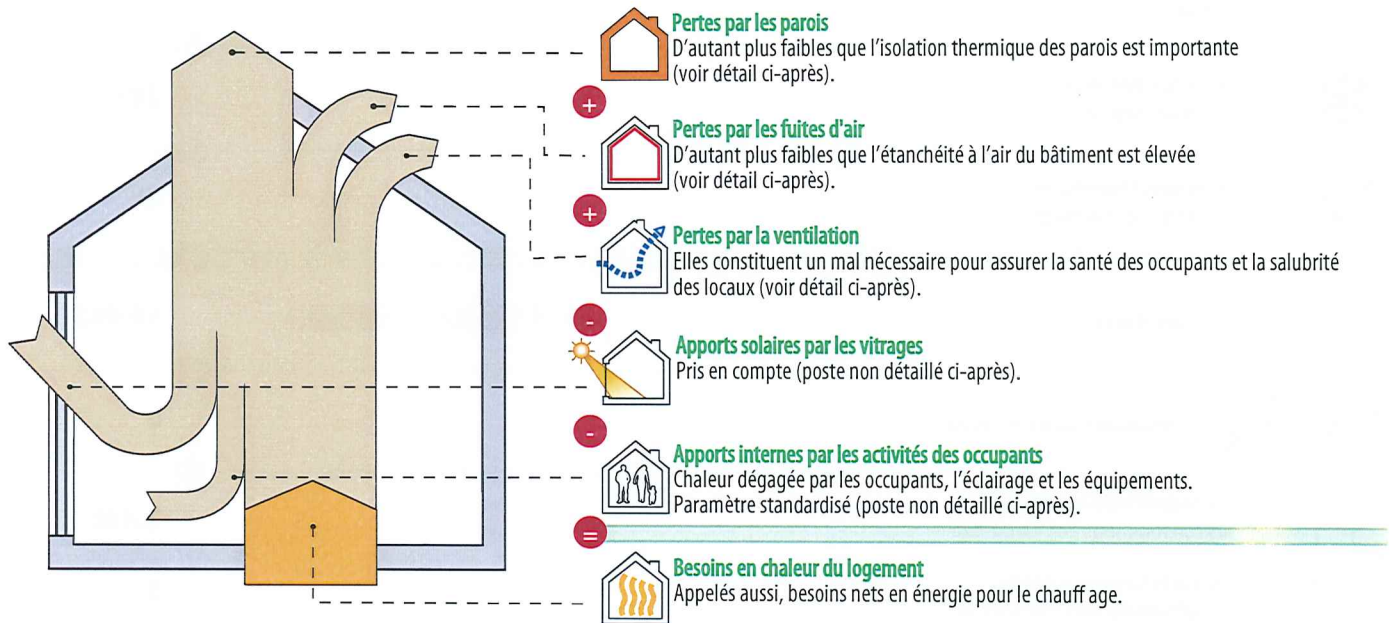 Pertes par les parois
D'autant plus faibles que l'isolation thermique des parois est importante
(voir détail ci-après).
+
Pertes par les fuites d'air
D'autant plus faibles que l'étanchéité à l'air du bâtiment est élevée
(voir détail ci-après).
+
Pertes par la ventilation
Elles constituent un mal nécessaire pour assurer la santé des occupants et la salubrité
des locaux (voir détail ci-après).
-
Apports solaires par les vitrages
Pris en compte (poste non détaillé ci-après).
-
Apports internes par les activités des occupants
Chaleur dégagée par les occupants, l'éclairage et les équipements.
Paramètre standardisé (poste non détaillé ci-après).
=
Besoins en chaleur du logement
Appelés aussi, besoins nets en énergie pour le chauff age.